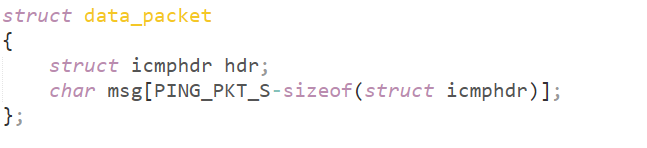 struct data_packet
{
    struct icmphdr hdr;
    char msg[PING_PKT_S-sizeof(struct icmphdr)];
};